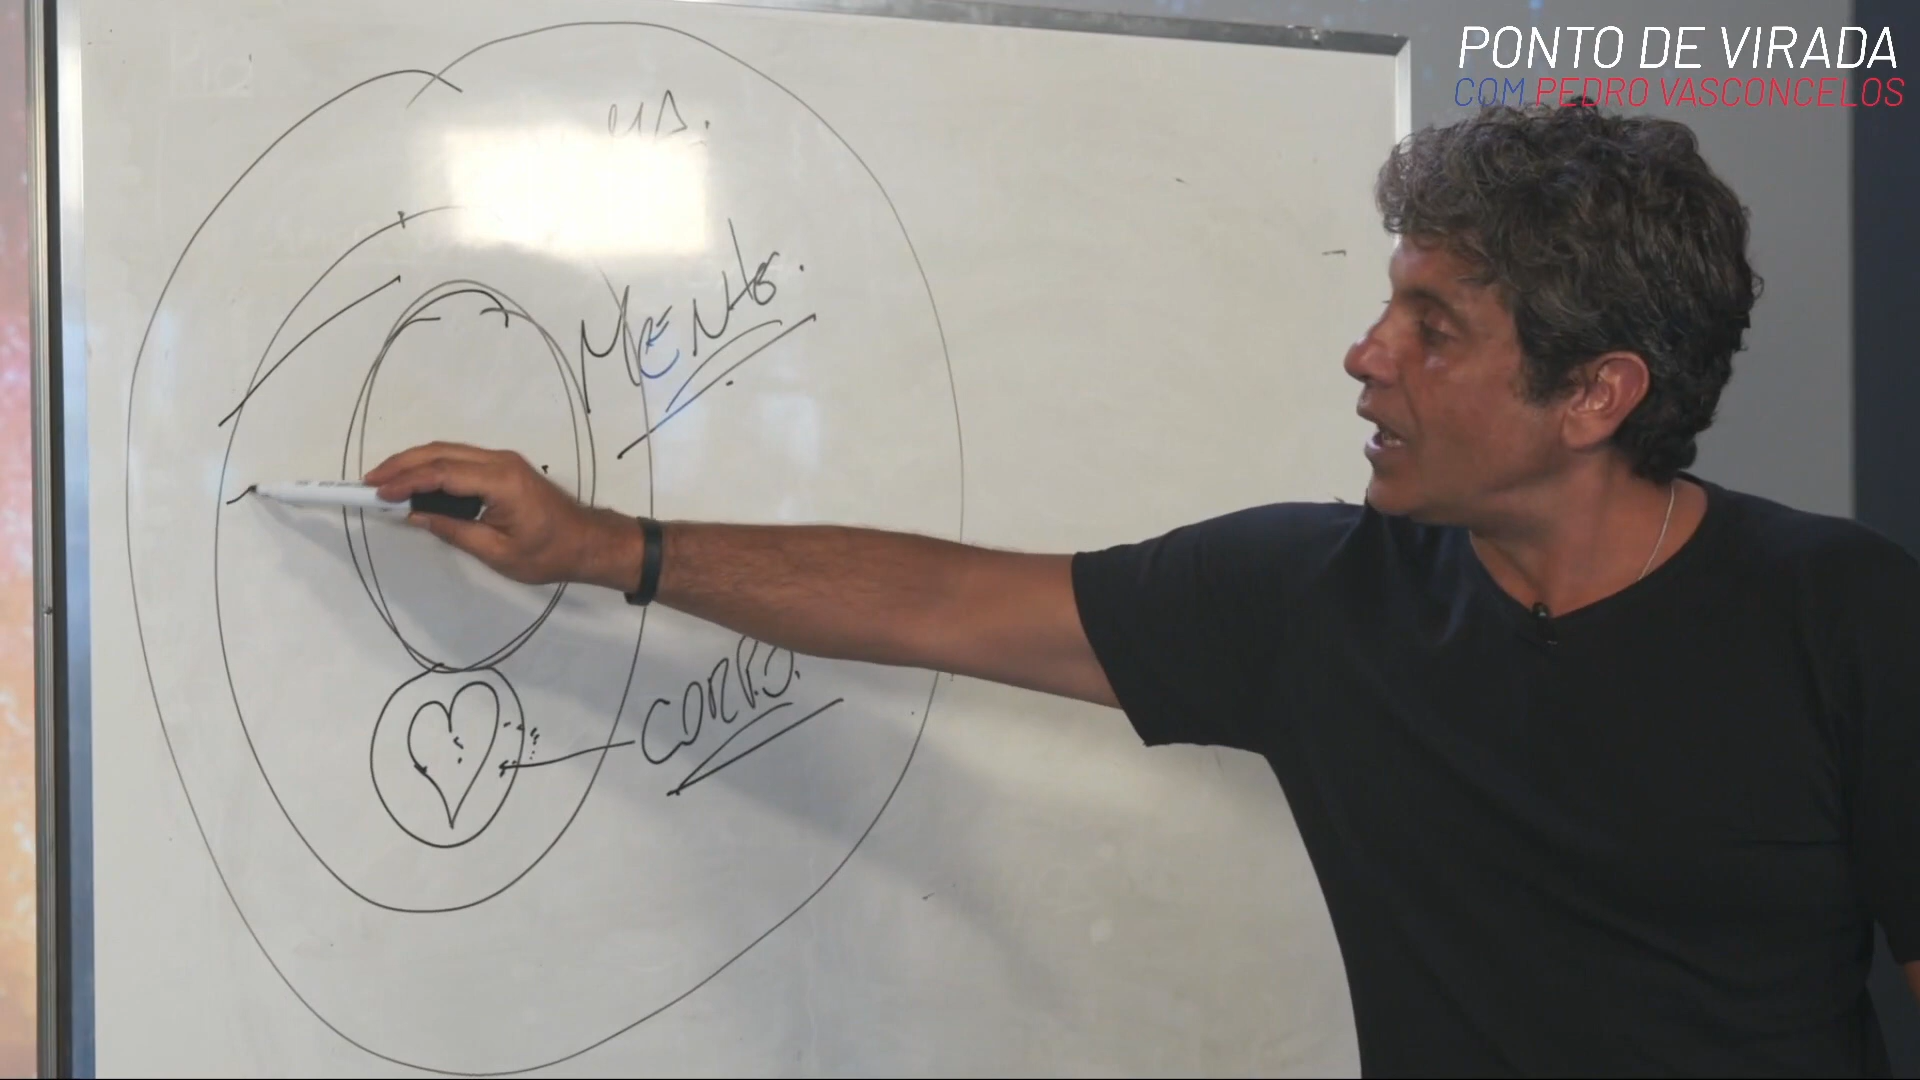 PONTO DE VIRADA
COM PEDRO VASCONCELOS
MENte.
CORPO.